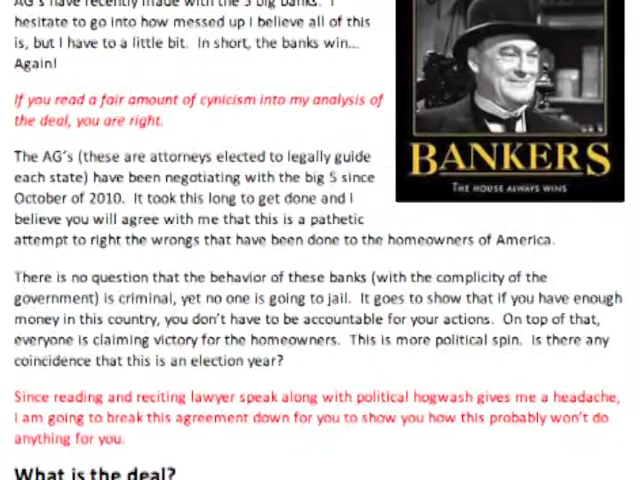 AG's have recently made with the 5 big banks. I
hesitate to go into how messed up I believe all of this
is, but I have to a little bit. In short, the banks win...
Again!
If you read a fair amount of cynicism into my analysis of
the deal, you are right.
BANKERS
THE HOUSE ALWAYS WINS
The AG's (these are attorneys elected to legally guide
each state) have been negotiating with the big 5 since
October of 2010. It took this long to get done and I
believe you will agree with me that this is a pathetic
attempt to right the wrongs that have been done to the homeowners of America.
There is no question that the behavior of these banks (with the complicity of the
government) is criminal, yet no one is going to jail. It goes to show that if you have enough
money in this country, you don't have to be accountable for your actions. On top of that,
everyone is claiming victory for the homeowners. This is more political spin. Is there any
coincidence that this is an election year?
Since reading and reciting lawyer speak along with political hogwash gives me a headache,
I am going to break this agreement down for you to show you how this probably won't do
anything for you.
What is the deal?